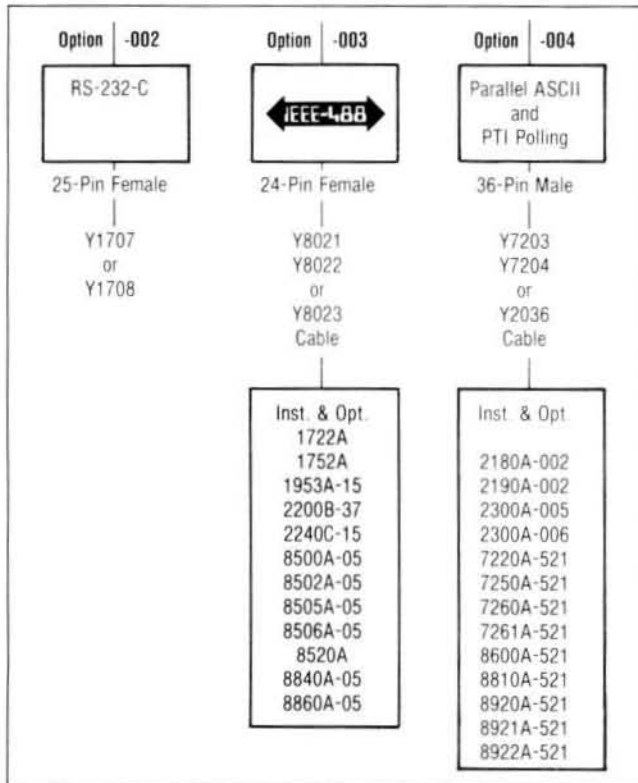 Option -002
RS-232-C
25-Pin Female
Y1707
or
Y1708
Option -003
IEEE-488
24-Pin Female
Y8021
Y8022
or
Y8023
Cable
Inst. & Opt.
1722A
1752A
1953A-15
2200B-37
2240C-15
8500A-05
8502A-05
8505A-05
8506A-05
8520A
8840A-05
8860A-05
Option -004
Parallel ASCII
and
PTI Polling
36-Pin Male
Y7203
Y7204
or
Y2036
Cable
Inst. & Opt.
2180A-002
2190A-002
2300A-005
2300A-006
7220A-521
7250A-521
7260A-521
7261A-521
8600A-521
8810A-521
8920A-521
8921A-521
8922A-521